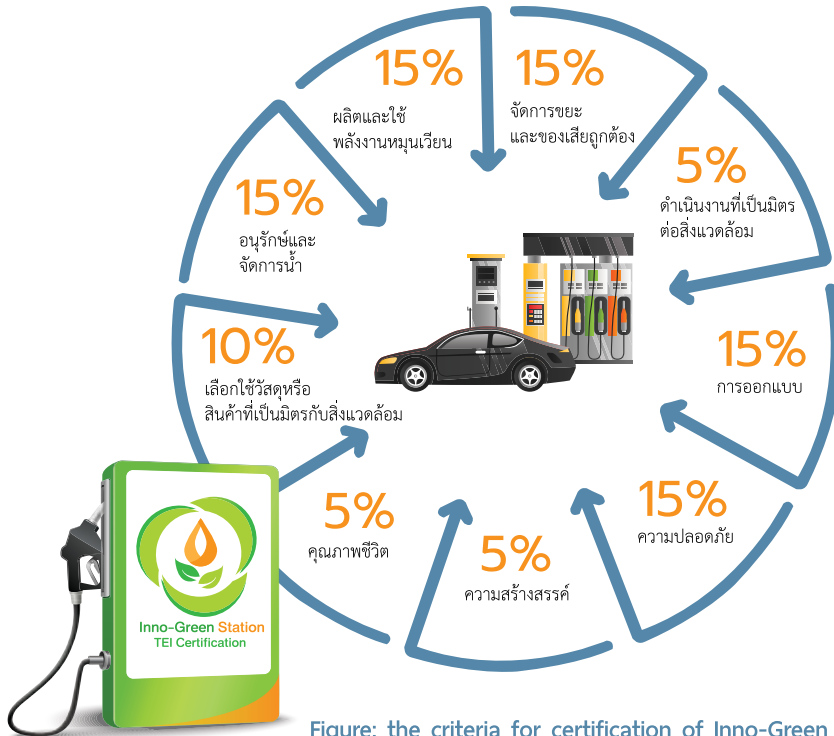 15%
ผลิตและใช้
พลังงานหมุนเวียน
15%
จัดการขยะ
และของเสียถูกต้อง
5%
ดำเนินงานที่เป็นมิตร
ต่อสิ่งแวดล้อม
15%
อนุรักษ์และ
จัดการน้ำ
15%
การออกแบบ
10%
เลือกใช้วัสดุหรือ
สินค้าที่เป็นมิตรกับสิ่งแวดล้อม
15%
ความปลอดภัย
5%
คุณภาพชีวิต
5%
ความสร้างสรรค์
Inno-Green Station
TEI Certification
Figure: the criteria for certification of Inno-Green